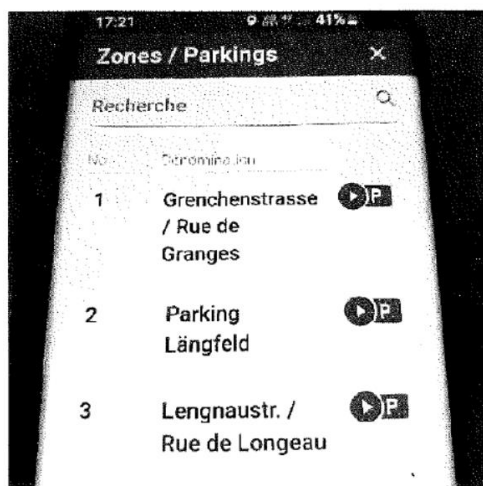 17:21 41%
Zones / Parkings ×
Recherche
No. Dénomination
1 Grenchenstrasse P
/ Rue de
Granges
2 Parking P
Längfeld
3 Lengnaustr. / P
Rue de Longeau